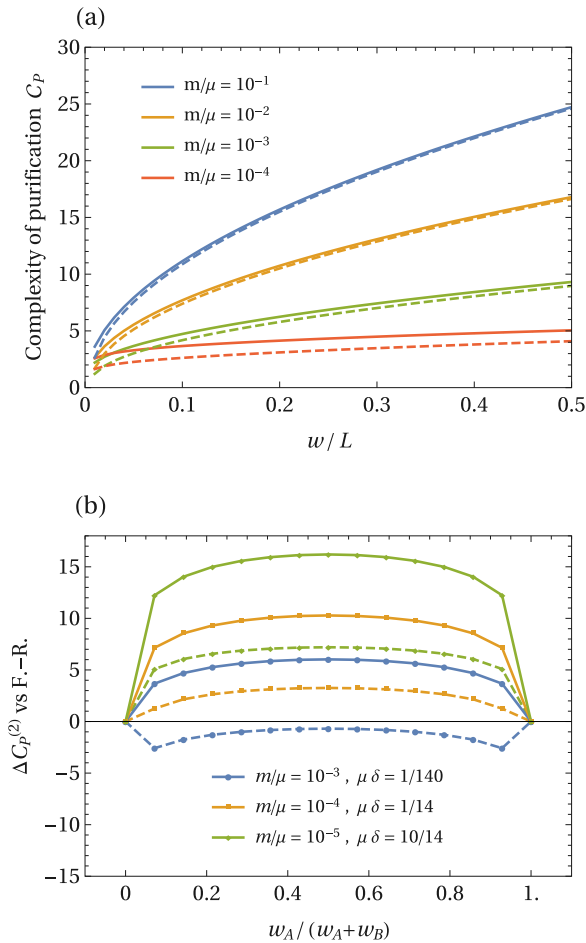 (a)
30
25
20
15
10
5
0
Complexity of purification C_P
m/μ = 10⁻¹
m/μ = 10⁻²
m/μ = 10⁻³
m/μ = 10⁻⁴
0 0.1 0.2 0.3 0.4 0.5
w / L
(b)
15
10
5
0
−5
−10
−15
ΔC_P⁽²⁾ vs F.−R.
m/μ = 10⁻³ , μ δ = 1/140
m/μ = 10⁻⁴ , μ δ = 1/14
m/μ = 10⁻⁵ , μ δ = 10/14
0 0.2 0.4 0.6 0.8 1.
w_A / (w_A+w_B)